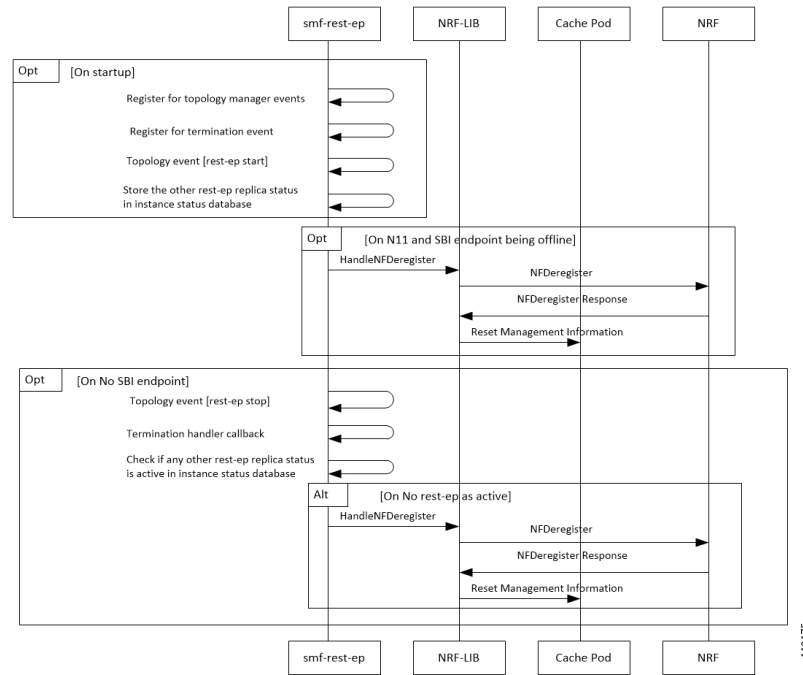 smf-rest-ep
NRF-LIB
Cache Pod
NRF
Opt
[On startup]
Register for topology manager events
Register for termination event
Topology event [rest-ep start]
Store the other rest-ep replica status
in instance status database
Opt
[On N11 and SBI endpoint being offline]
HandleNFDeregister
NFDeregister
NFDeregister Response
Reset Management Information
Opt
[On No SBI endpoint]
Topology event [rest-ep stop]
Termination handler callback
Check if any other rest-ep replica status
is active in instance status database
Alt
[On No rest-ep as active]
HandleNFDeregister
NFDeregister
NFDeregister Response
Reset Management Information
smf-rest-ep
NRF-LIB
Cache Pod
NRF